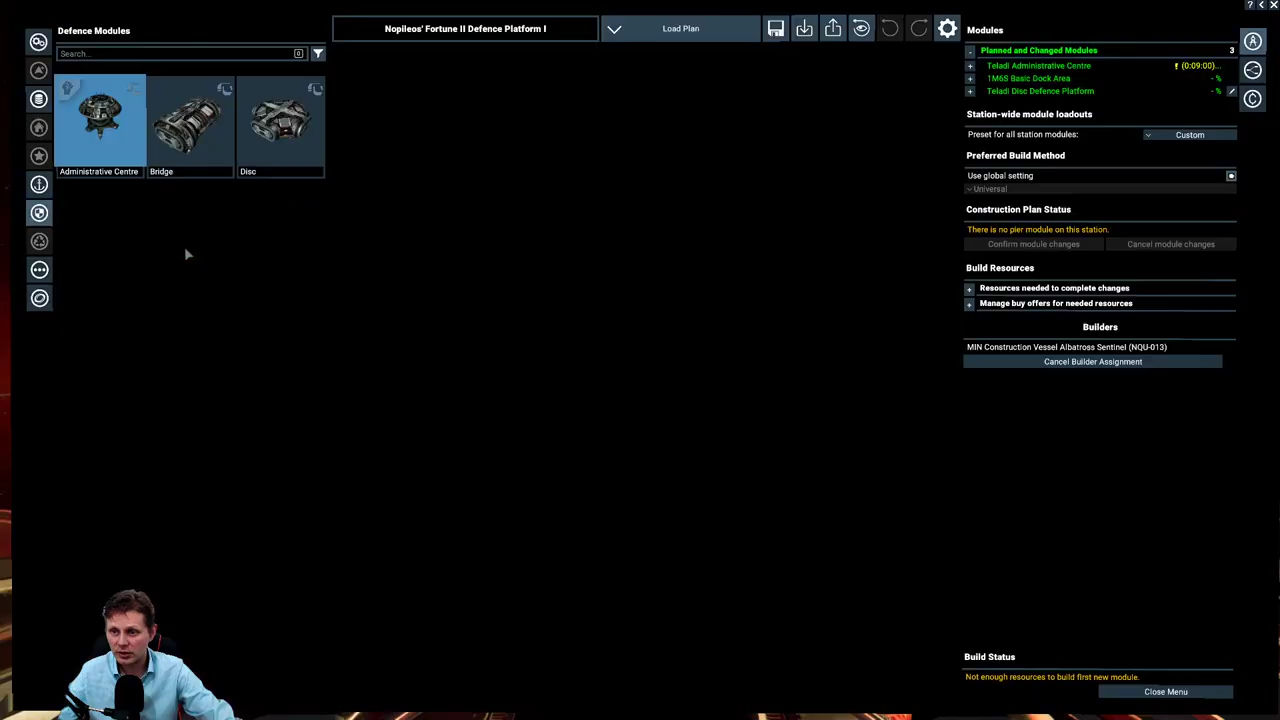 Defence Modules
Search...
0
Administrative Centre
Bridge
Disc
Nopileos' Fortune II Defence Platform I
Load Plan
?
Modules
- Planned and Changed Modules 3
+ Teladi Administrative Centre (0:09:00)...
+ 1M6S Basic Dock Area - %
+ Teladi Disc Defence Platform - %
Station-wide module loadouts
Preset for all station modules: Custom
Preferred Build Method
Use global setting
Universal
Construction Plan Status
There is no pier module on this station.
Confirm module changes Cancel module changes
Build Resources
+ Resources needed to complete changes
+ Manage buy offers for needed resources
Builders
MIN Construction Vessel Albatross Sentinel (NQU-013)
Cancel Builder Assignment
Build Status
Not enough resources to build first new module.
Close Menu